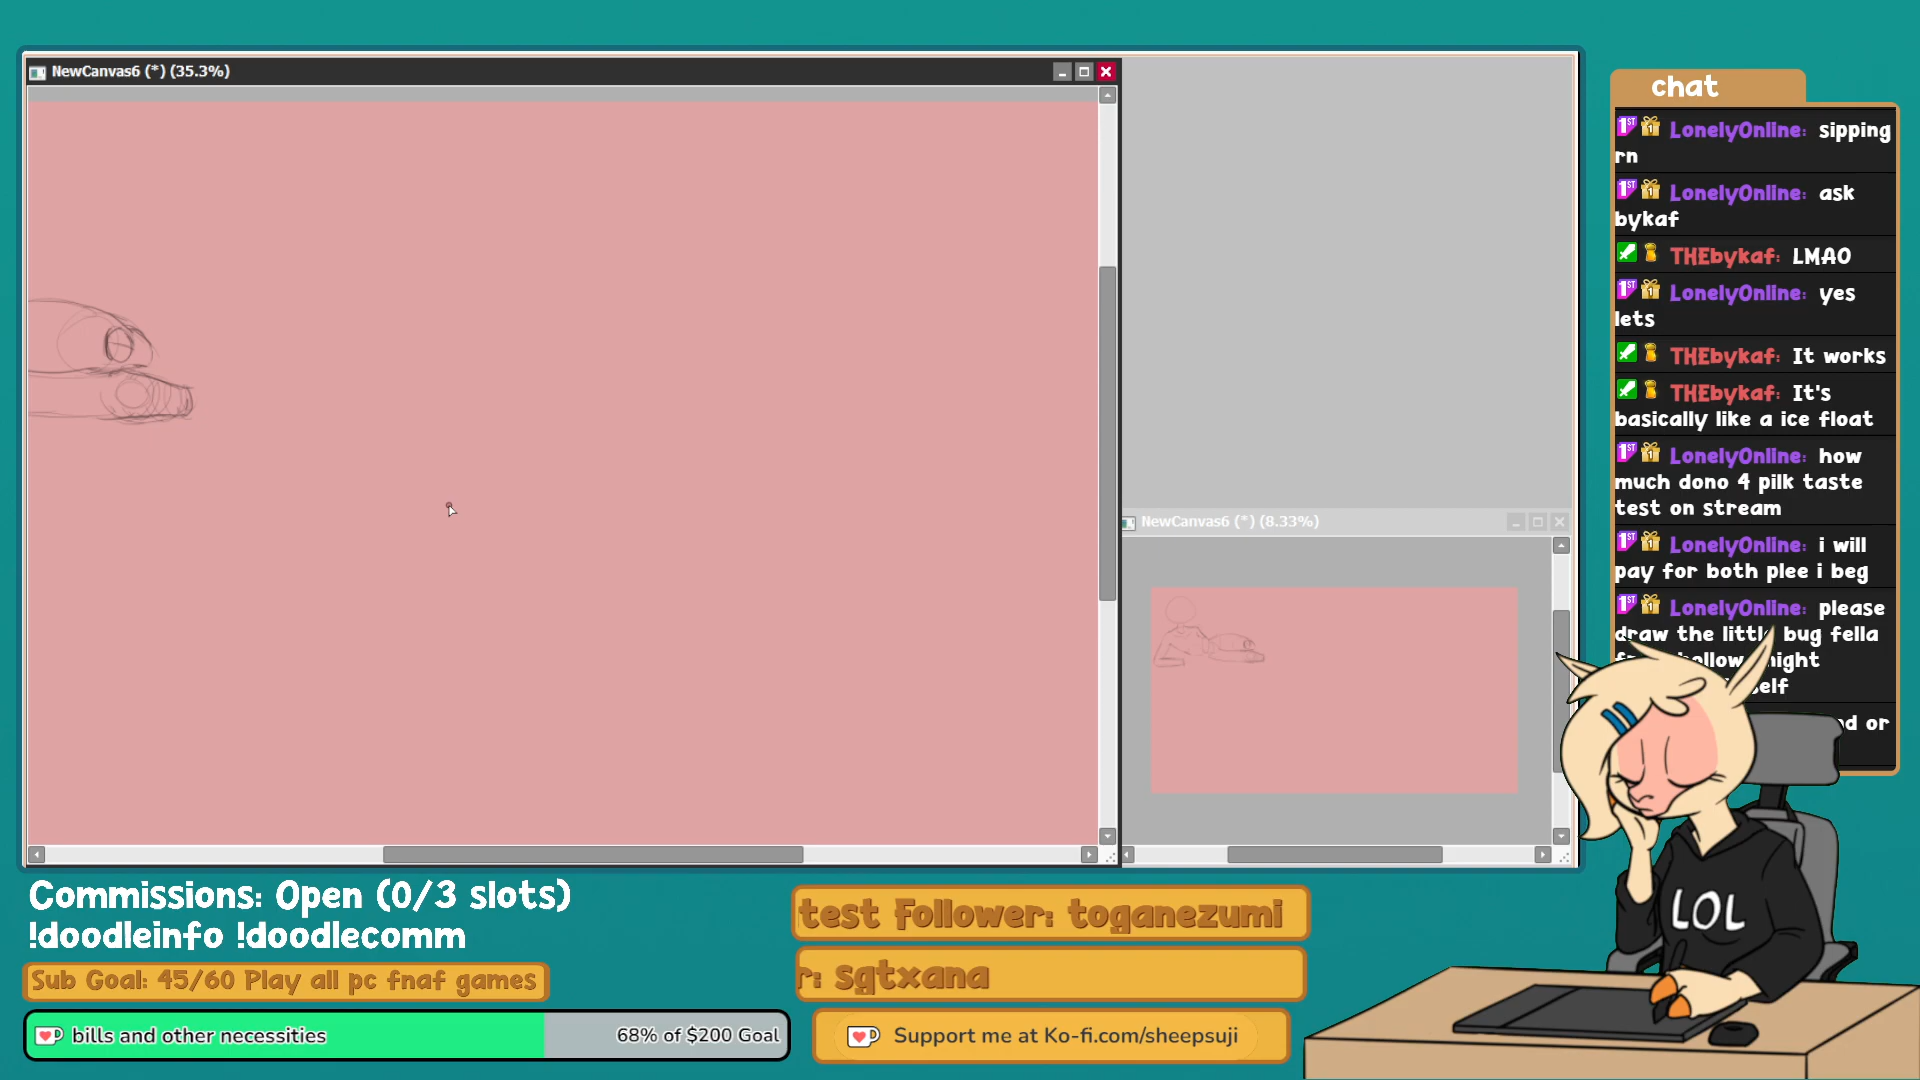 NewCanvas6 (*) (35.3%)
NewCanvas6 (*) (8.33%)
chat
LonelyOnline: sipping
rn
LonelyOnline: ask
bykaf
THEbykaf: LMAO
LonelyOnline: yes
lets
THEbykaf: It works
THEbykaf: It's
basically like a ice float
LonelyOnline: how
much dono 4 pilk taste
test on stream
LonelyOnline: i will
pay for both plee i beg
LonelyOnline: please
draw the little bug fella
or
LOL
Commissions: Open (0/3 slots)
!doodleinfo !doodlecomm
Sub Goal: 45/60 Play all pc fnaf games
bills and other necessities 68% of $200 Goal
test Follower: toganezumi
r: sgtxana
Support me at Ko-fi.com/sheepsuji